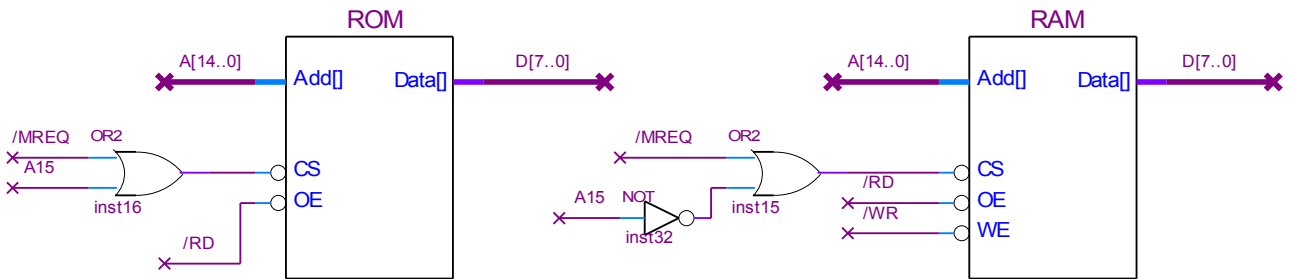 ROM
RAM
A[14..0]
D[7..0]
A[14..0]
D[7..0]
Add[]
Data[]
Add[]
Data[]
/MREQ
OR2
A15
CS
OE
inst16
/RD
/MREQ
OR2
A15
NOT
inst15
inst32
CS
/RD
OE
/WR
WE